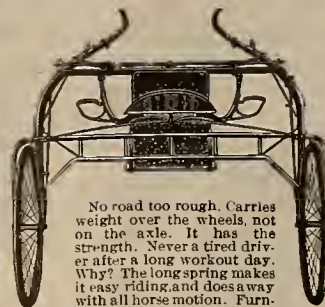 No road too rough. Carries
weight over the wheels, not
on the axle. It has the
strength. Never a tired driv-
er after a long workout day.
Why? The long spring makes
it easy riding, and does away
with all horse motion. Furn-